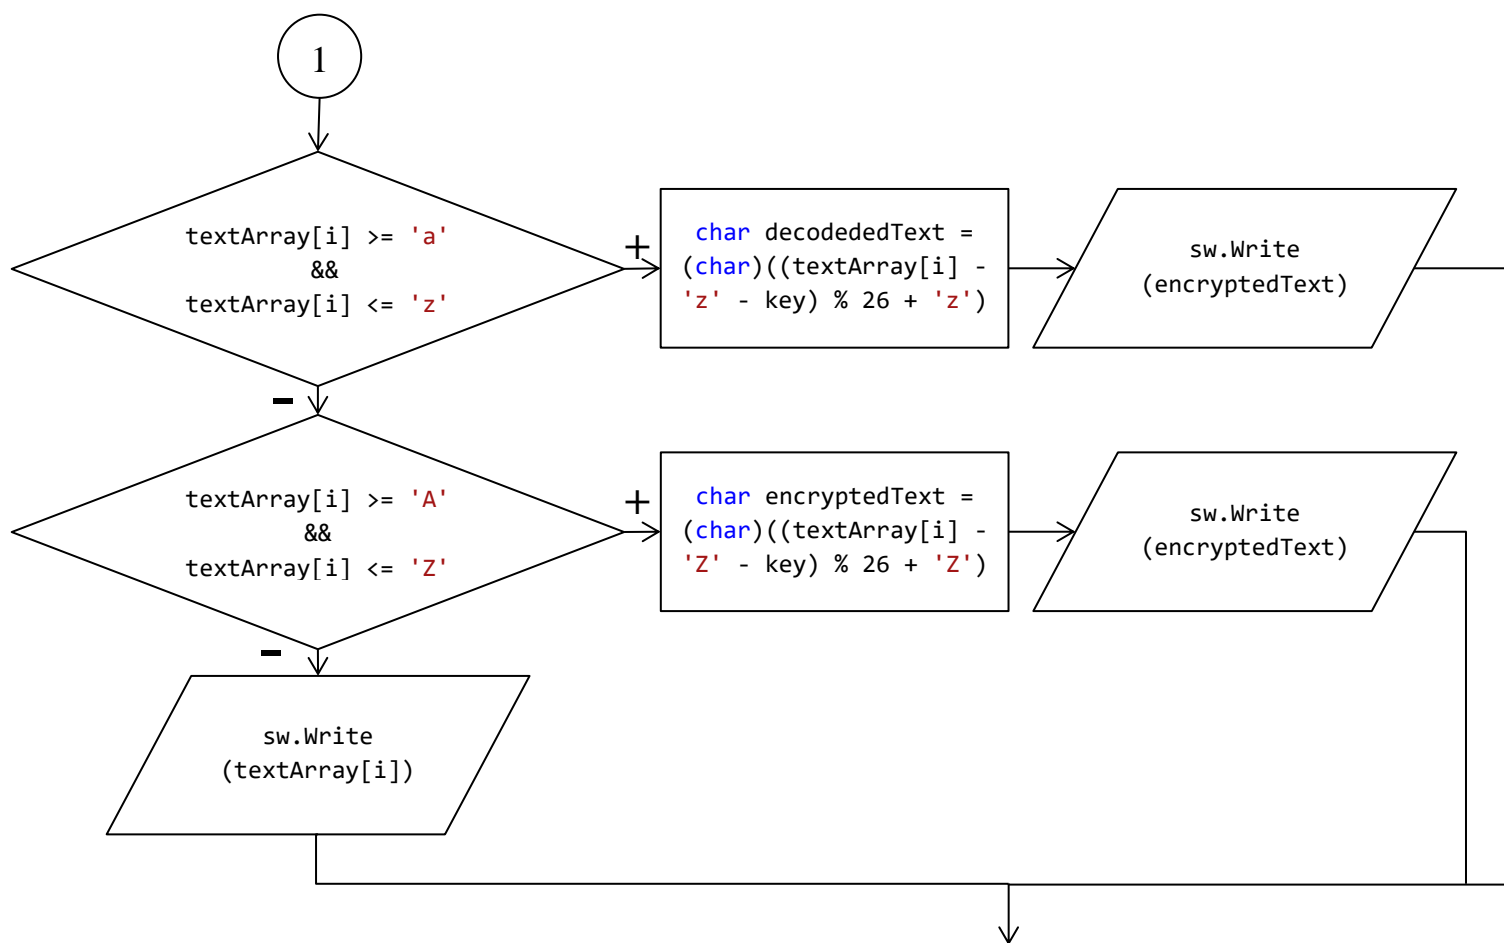 1
textArray[i] >= 'a'
&&
textArray[i] <= 'z'
+
char decodededText =
(char)((textArray[i] -
'z' - key) % 26 + 'z')
sw.Write
(encryptedText)
-
textArray[i] >= 'A'
&&
textArray[i] <= 'Z'
+
char encryptedText =
(char)((textArray[i] -
'Z' - key) % 26 + 'Z')
sw.Write
(encryptedText)
-
sw.Write
(textArray[i])